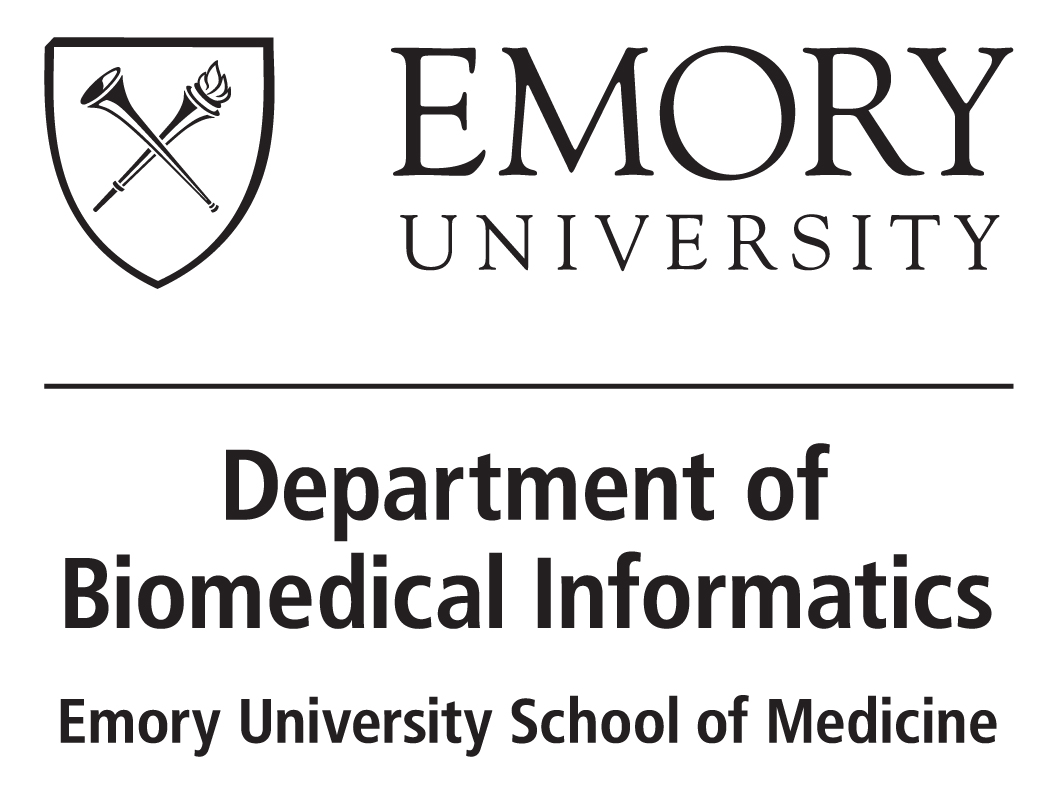 EMORY
UNIVERSITY
Department of
Biomedical Informatics
Emory University School of Medicine